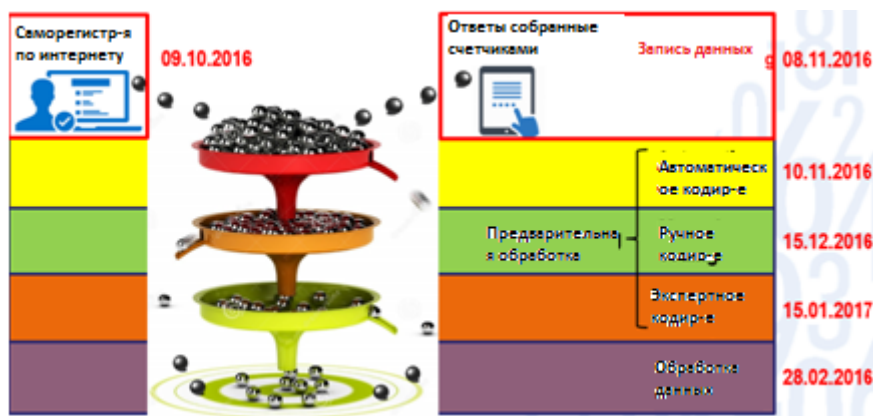 Саморегистр-я
по интернету
09.10.2016
Ответы собранные
счетчиками
Запись данных
08.11.2016
Автоматическ
ое кодир-е
10.11.2016
Предварительна
я обработка
Ручное
кодир-е
15.12.2016
Экспертное
кодир-е
15.01.2017
Обработка
данных
28.02.2016